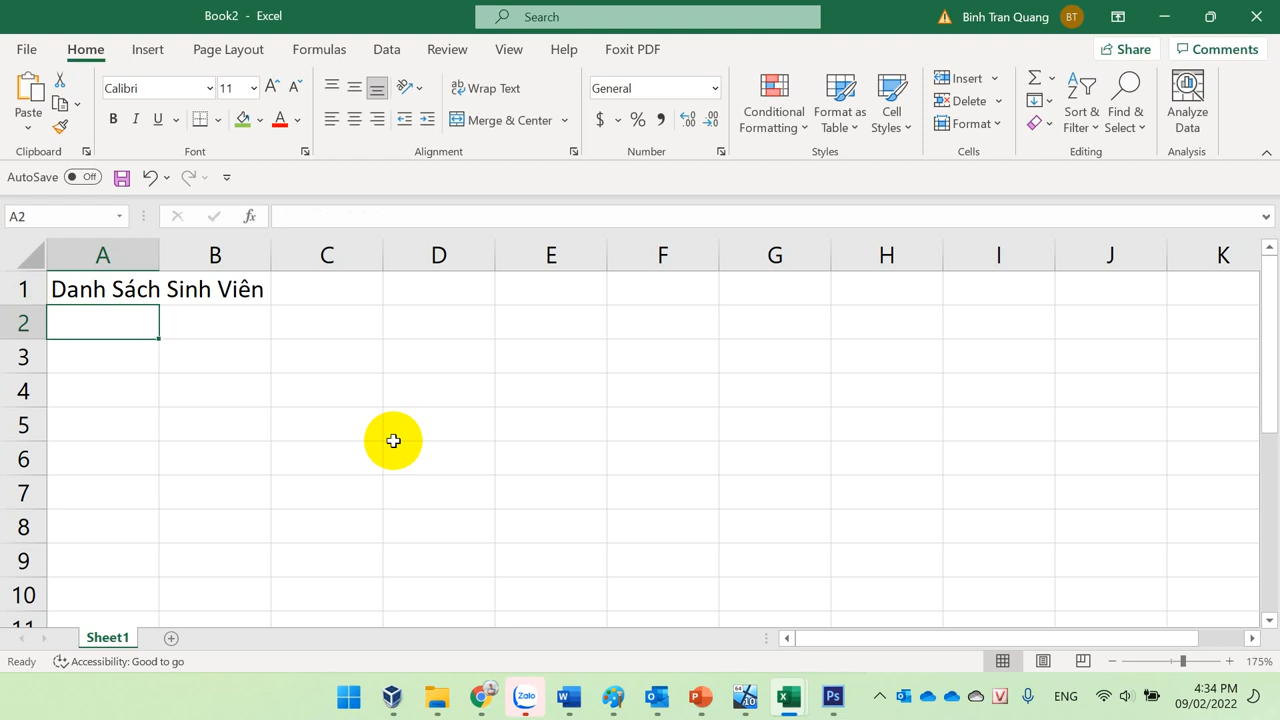 Book2 - Excel
Search
Binh Tran Quang
BT
File
Home
Insert
Page Layout
Formulas
Data
Review
View
Help
Foxit PDF
Share
Comments
Paste
Calibri
11
B I U
A
ab
Wrap Text
Merge & Center
General
$ %
Conditional
Formatting
Format as
Table
Cell
Styles
Insert
Delete
Format
Sort &
Filter
Find &
Select
Analyze
Data
Clipboard
Font
Alignment
Number
Styles
Cells
Editing
Analysis
AutoSave
Off
A2
fx
A B C D E F G H I J K
1 Danh Sách Sinh Viên
2
3
4
5
6
7
8
9
10
11
Sheet1
Ready
Accessibility: Good to go
175%
Zalo
ENG
4:34 PM
09/02/2022